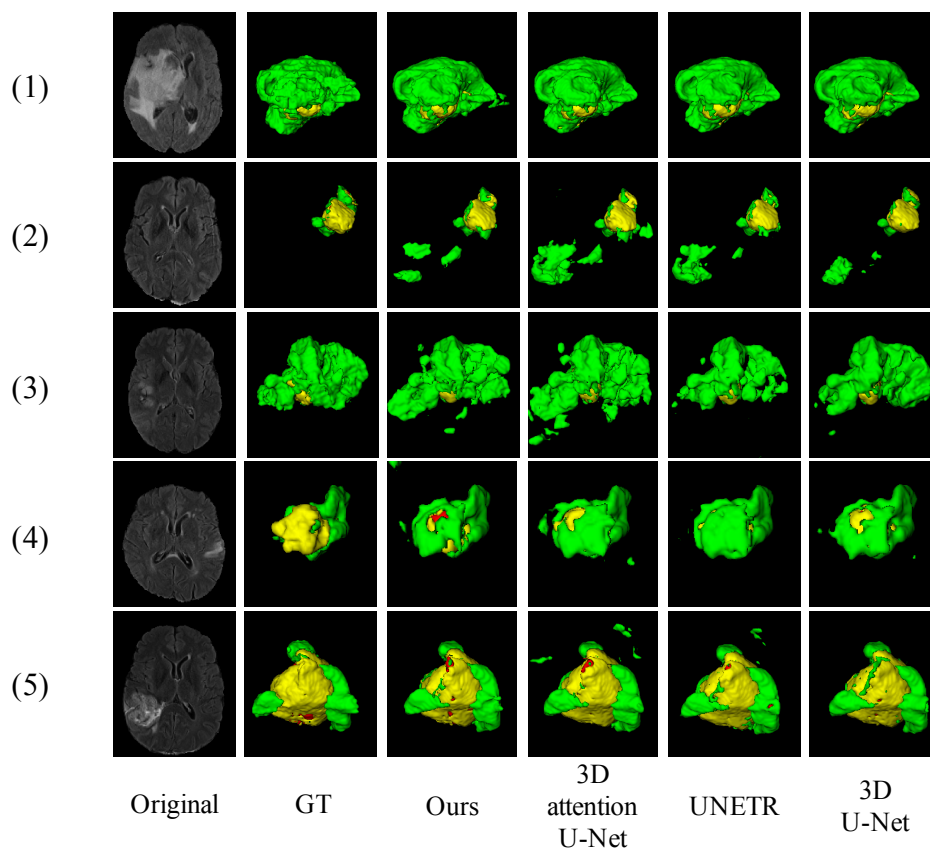 (1)
(2)
(3)
(4)
(5)
Original
GT
Ours
3D
attention
U-Net
UNETR
3D
U-Net